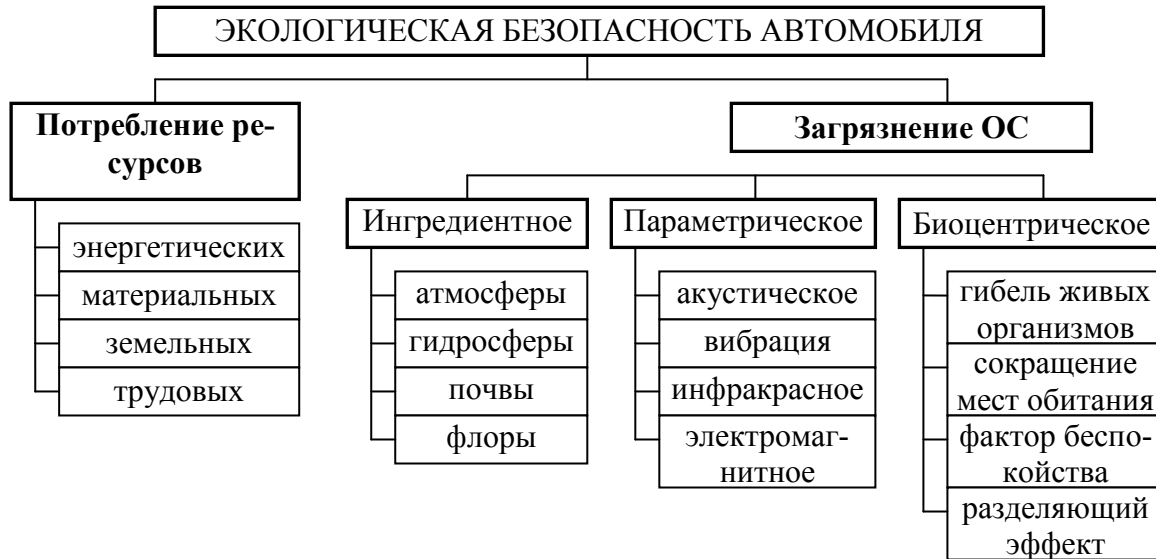 ЭКОЛОГИЧЕСКАЯ БЕЗОПАСНОСТЬ АВТОМОБИЛЯ
Потребление ре-
сурсов
энергетических
материальных
земельных
трудовых
Загрязнение ОС
Ингредиентное
атмосферы
гидросферы
почвы
флоры
Параметрическое
акустическое
вибрация
инфракрасное
электромаг-
нитное
Биоцентрическое
гибель живых
организмов
сокращение
мест обитания
фактор беспо-
койства
разделяющий
эффект